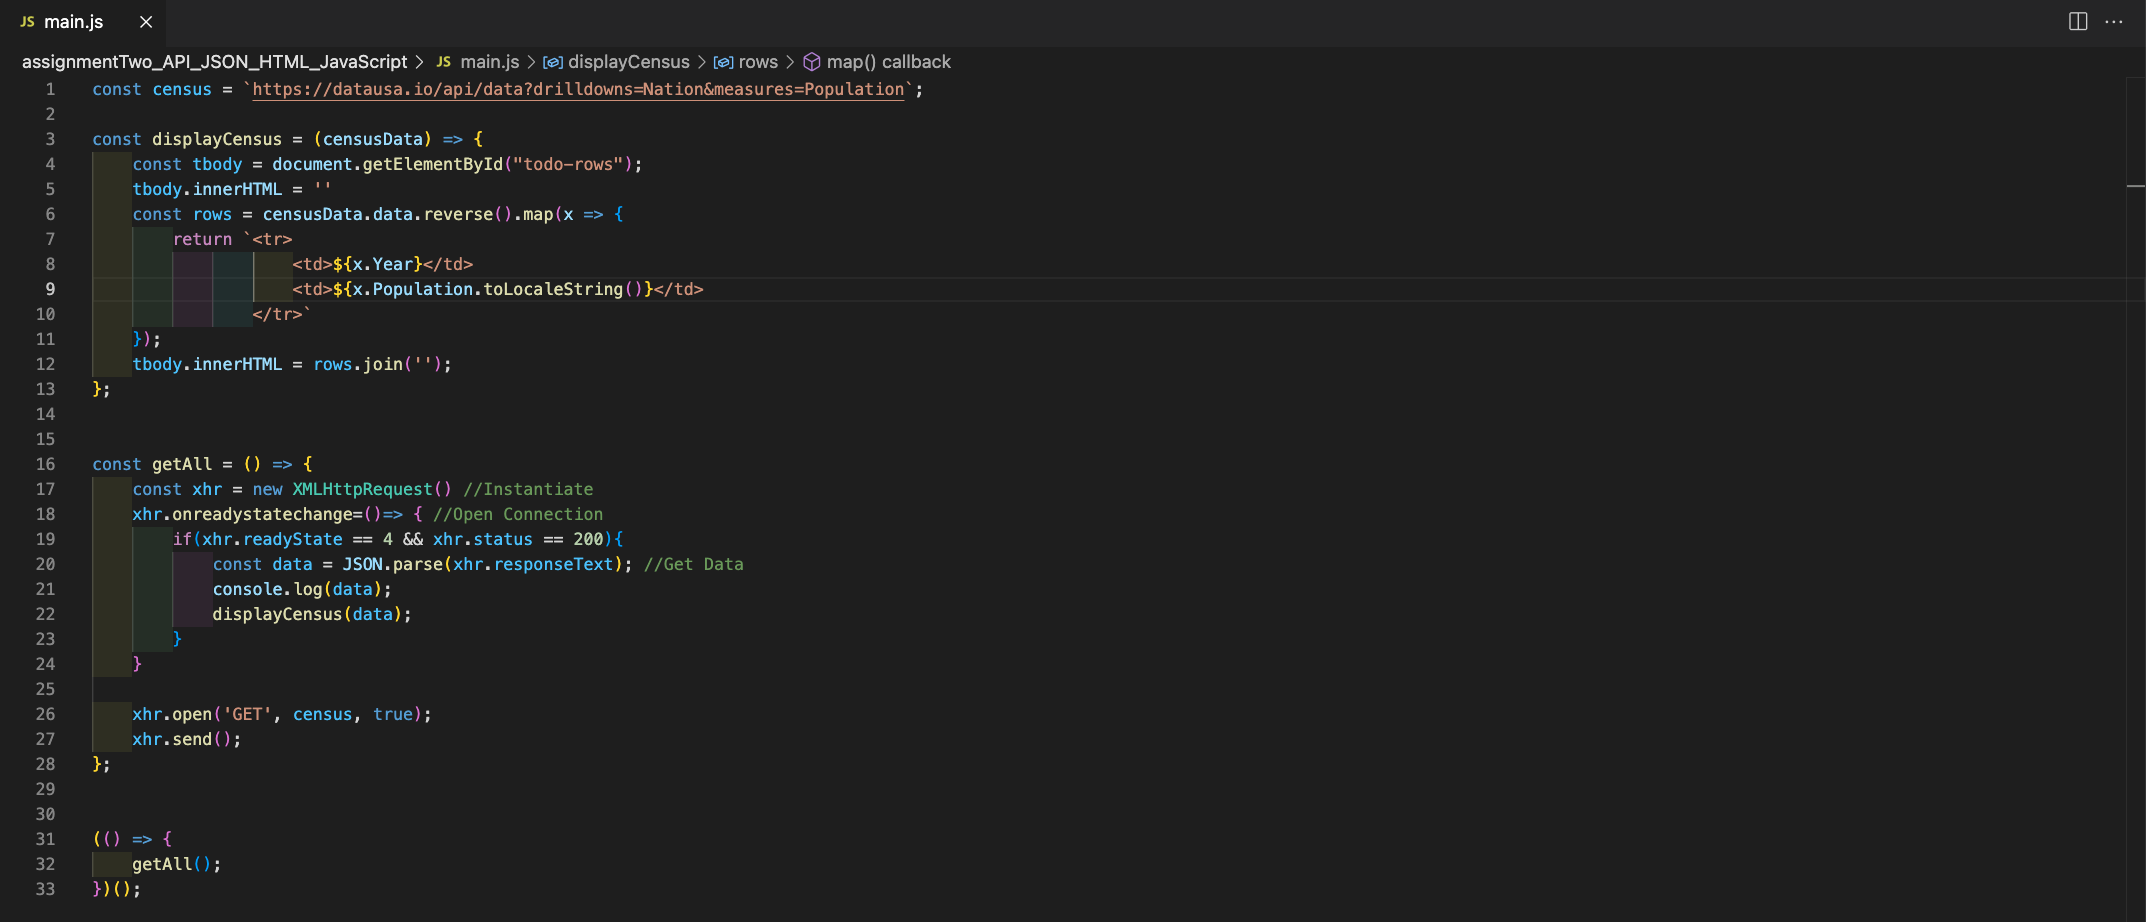 JS main.js
assignmentTwo_API_JSON_HTML_JavaScript > JS main.js > displayCensus > rows > map() callback
1 const census = `https://datausa.io/api/data?drilldowns=Nation&measures=Population`;
2
3 const displayCensus = (censusData) => {
4     const tbody = document.getElementById("todo-rows");
5     tbody.innerHTML = ''
6     const rows = censusData.data.reverse().map(x => {
7         return `<tr>
8                     <td>${x.Year}</td>
9                     <td>${x.Population.toLocaleString()}</td>
10                 </tr>`
11     });
12     tbody.innerHTML = rows.join('');
13 };
14
15
16 const getAll = () => {
17     const xhr = new XMLHttpRequest() //Instantiate
18     xhr.onreadystatechange=()=> { //Open Connection
19         if(xhr.readyState == 4 && xhr.status == 200){
20             const data = JSON.parse(xhr.responseText); //Get Data
21             console.log(data);
22             displayCensus(data);
23         }
24     }
25
26     xhr.open('GET', census, true);
27     xhr.send();
28 };
29
30
31 (() => {
32     getAll();
33 })();